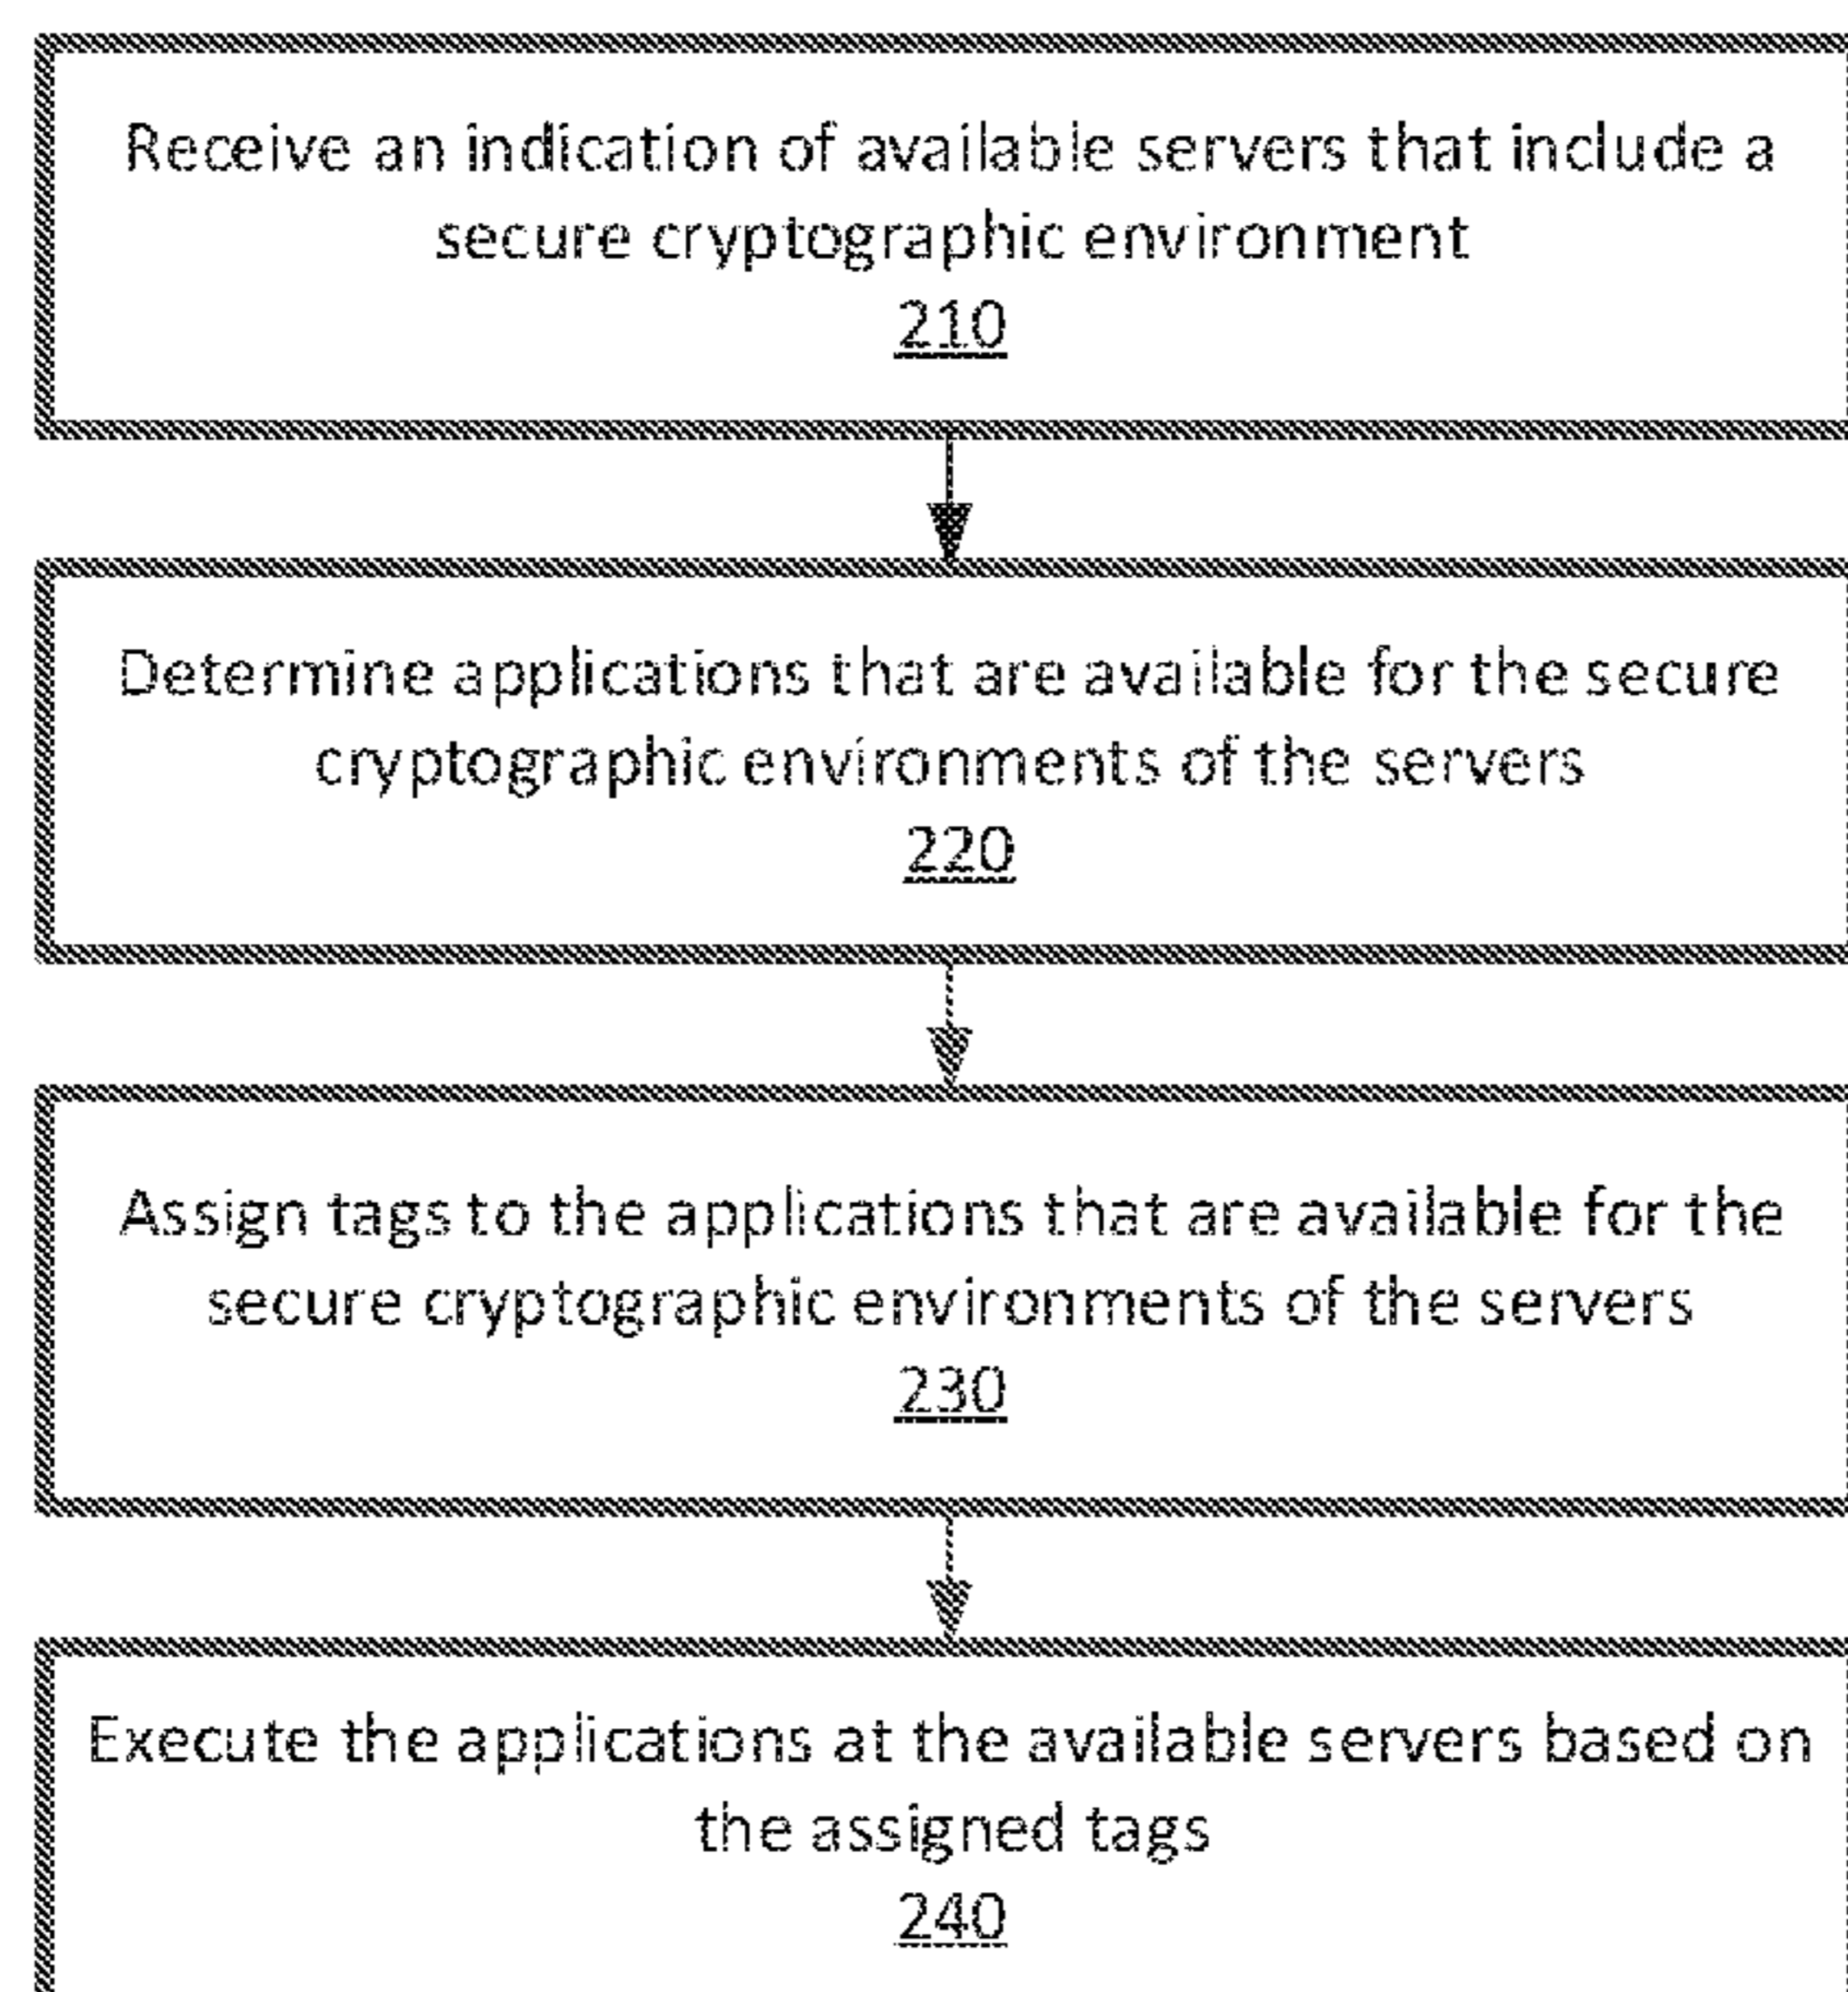 Receive an indication of available servers that include a
secure cryptographic environment
210
Determine applications that are available for the secure
cryptographic environments of the servers
220
Assign tags to the applications that are available for the
secure cryptographic environments of the servers
230
Execute the applications at the available servers based on
the assigned tags
240